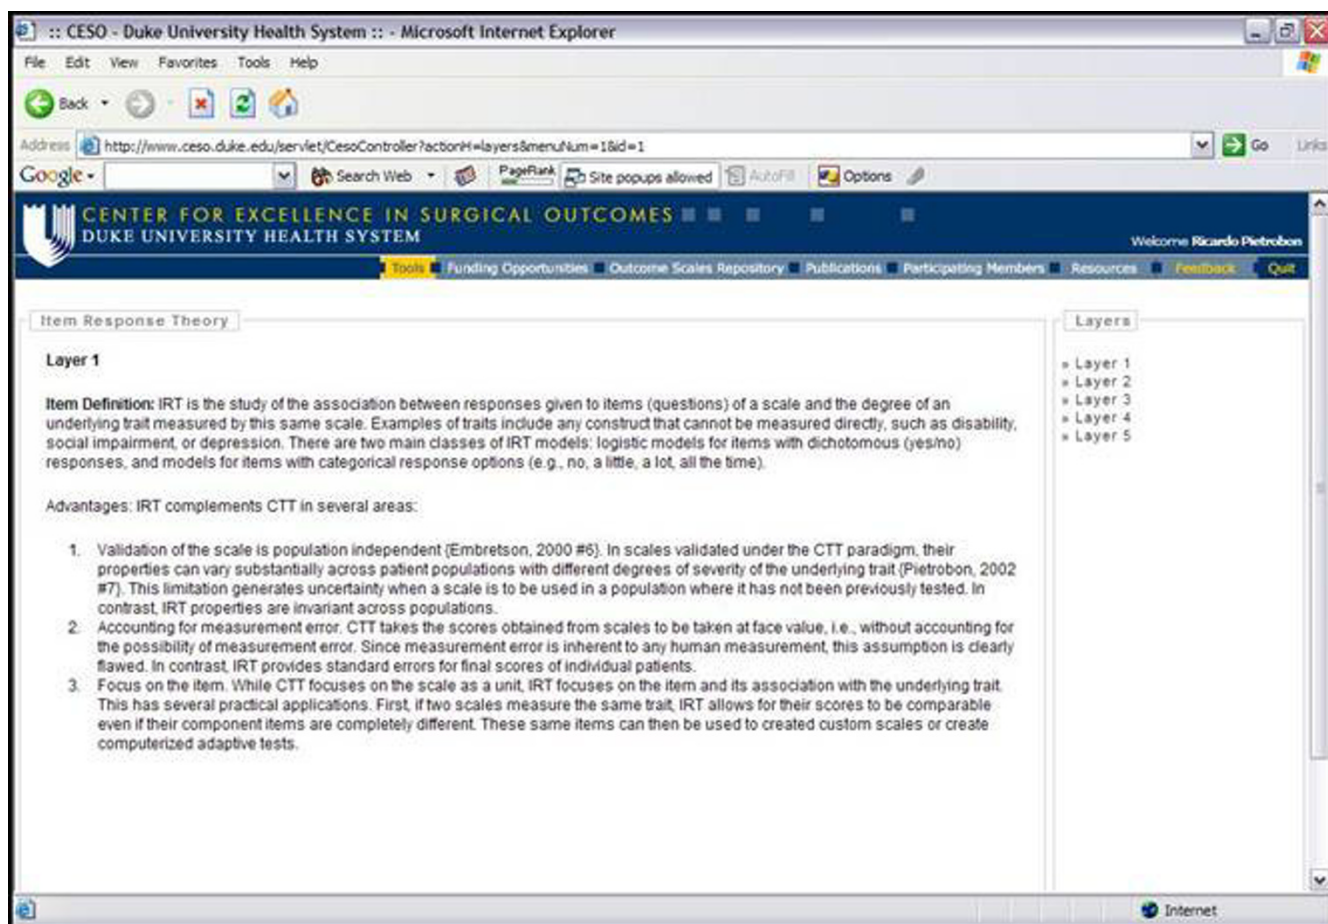 :: CESO - Duke University Health System :: - Microsoft Internet Explorer
File Edit View Favorites Tools Help
Back
Address http://www.ceso.duke.edu/servlet/CesoController?actionH=layers&menuNum=1&id=1 Go Links
Google Search Web PageRank Site popups allowed AutoFill Options
CENTER FOR EXCELLENCE IN SURGICAL OUTCOMES
DUKE UNIVERSITY HEALTH SYSTEM
Welcome Ricardo Pietrobon
Tools Funding Opportunities Outcome Scales Repository Publications Participating Members Resources Feedback Quit
Item Response Theory
Layer 1
Item Definition: IRT is the study of the association between responses given to items (questions) of a scale and the degree of an
underlying trait measured by this same scale. Examples of traits include any construct that cannot be measured directly, such as disability,
social impairment, or depression. There are two main classes of IRT models: logistic models for items with dichotomous (yes/no)
responses, and models for items with categorical response options (e.g., no, a little, a lot, all the time).
Advantages: IRT complements CTT in several areas:
1. Validation of the scale is population independent {Embretson, 2000 #6}. In scales validated under the CTT paradigm, their
properties can vary substantially across patient populations with different degrees of severity of the underlying trait {Pietrobon, 2002
#7}. This limitation generates uncertainty when a scale is to be used in a population where it has not been previously tested. In
contrast, IRT properties are invariant across populations.
2. Accounting for measurement error. CTT takes the scores obtained from scales to be taken at face value, i.e., without accounting for
the possibility of measurement error. Since measurement error is inherent to any human measurement, this assumption is clearly
flawed. In contrast, IRT provides standard errors for final scores of individual patients.
3. Focus on the item. While CTT focuses on the scale as a unit, IRT focuses on the item and its association with the underlying trait.
This has several practical applications. First, if two scales measure the same trait, IRT allows for their scores to be comparable
even if their component items are completely different. These same items can then be used to created custom scales or create
computerized adaptive tests.
Layers
» Layer 1
» Layer 2
» Layer 3
» Layer 4
» Layer 5
Internet